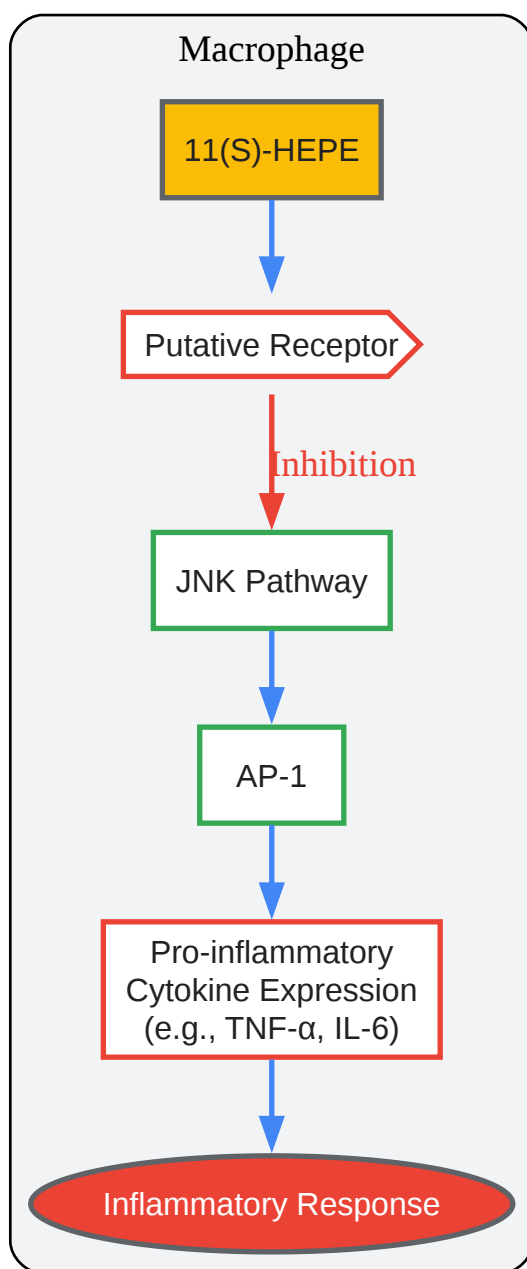 Macrophage
11(S)-HEPE
Putative Receptor
Inhibition
JNK Pathway
AP-1
Pro-inflammatory
Cytokine Expression
(e.g., TNF-α, IL-6)
Inflammatory Response